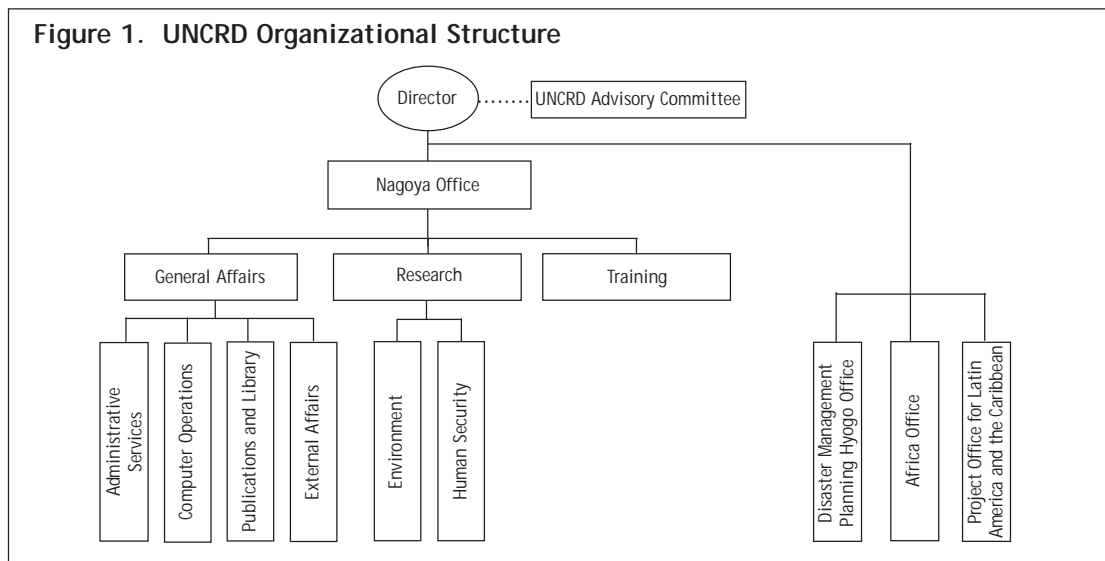 Figure 1. UNCRD Organizational Structure
Director
UNCRD Advisory Committee
Nagoya Office
General Affairs
Research
Training
Administrative
Services
Computer Operations
Publications and Library
External Affairs
Environment
Human Security
Disaster Management
Planning Hyogo Office
Africa Office
Project Office for Latin
America and the Caribbean